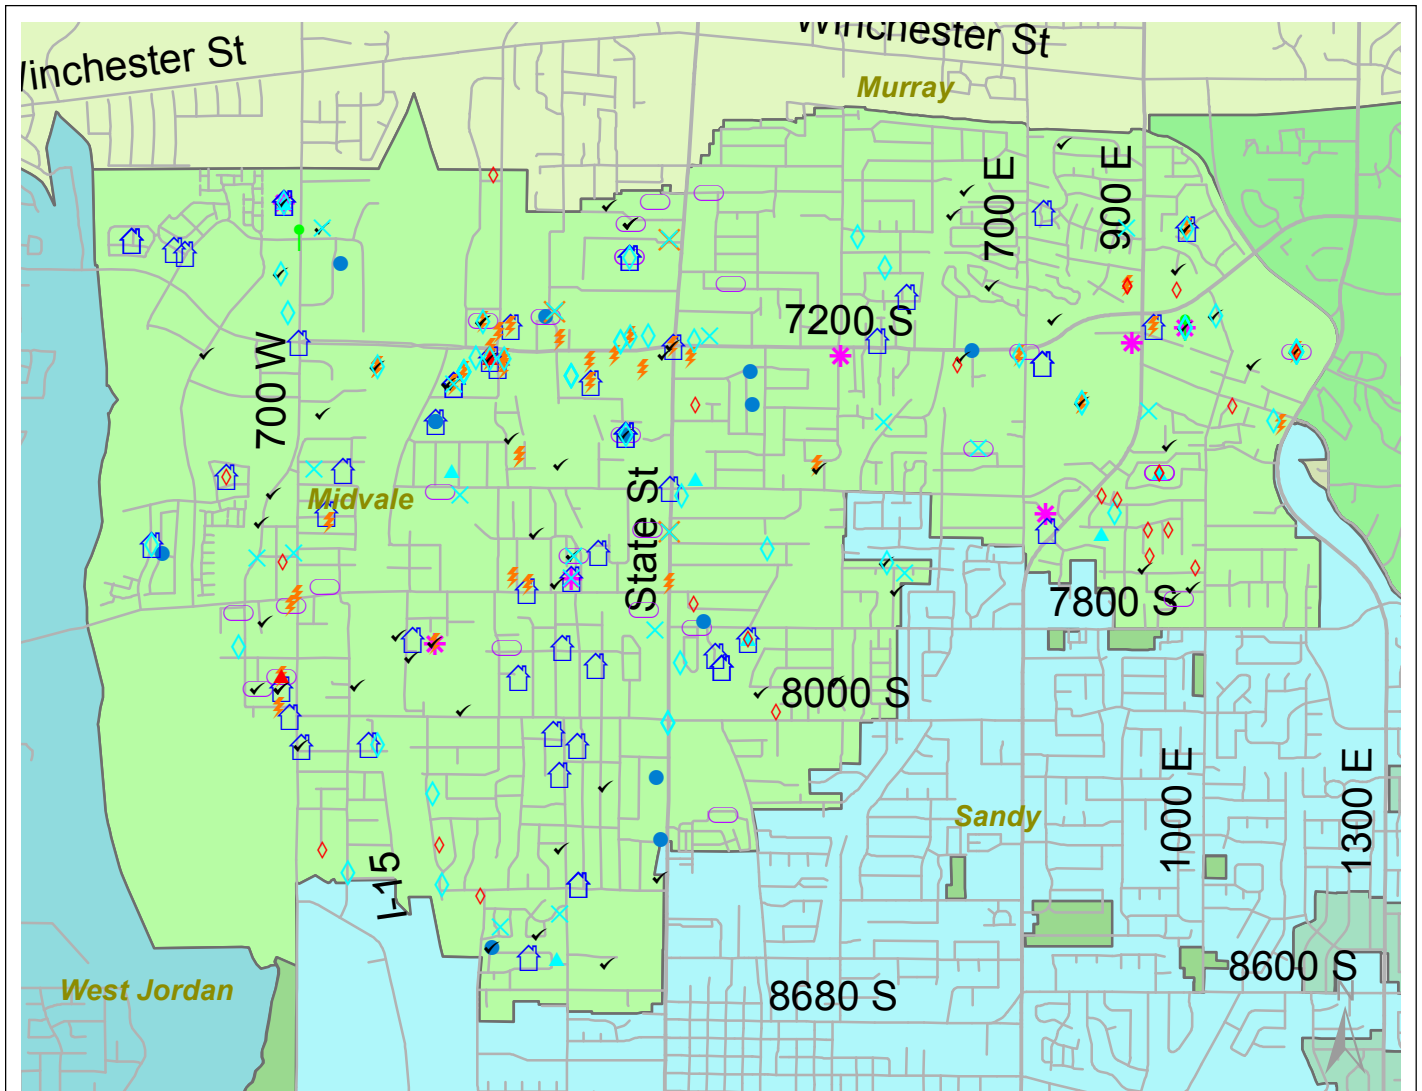 Winchester St
Winchester St
Murray
700 E
900 E
7200 S
700 W
Midvale
State St
7800 S
8000 S
Sandy
1000 E
1300 E
I-15
West Jordan
8600 S
8680 S